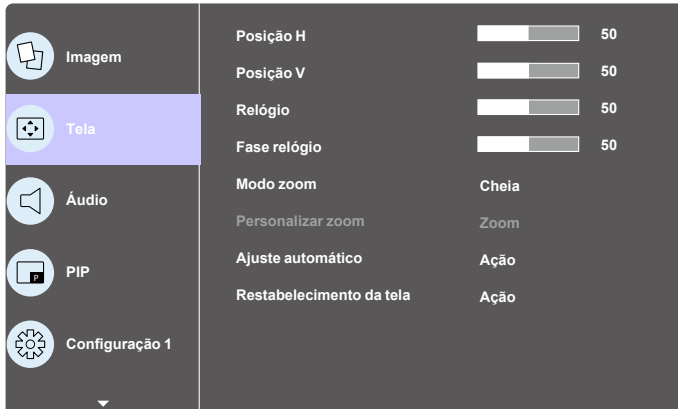 Imagem
Tela
Áudio
P
PIP
Configuração 1
Posição H 50
Posição V 50
Relógio 50
Fase relógio 50
Modo zoom Cheia
Personalizar zoom Zoom
Ajuste automático Ação
Restabelecimento da tela Ação